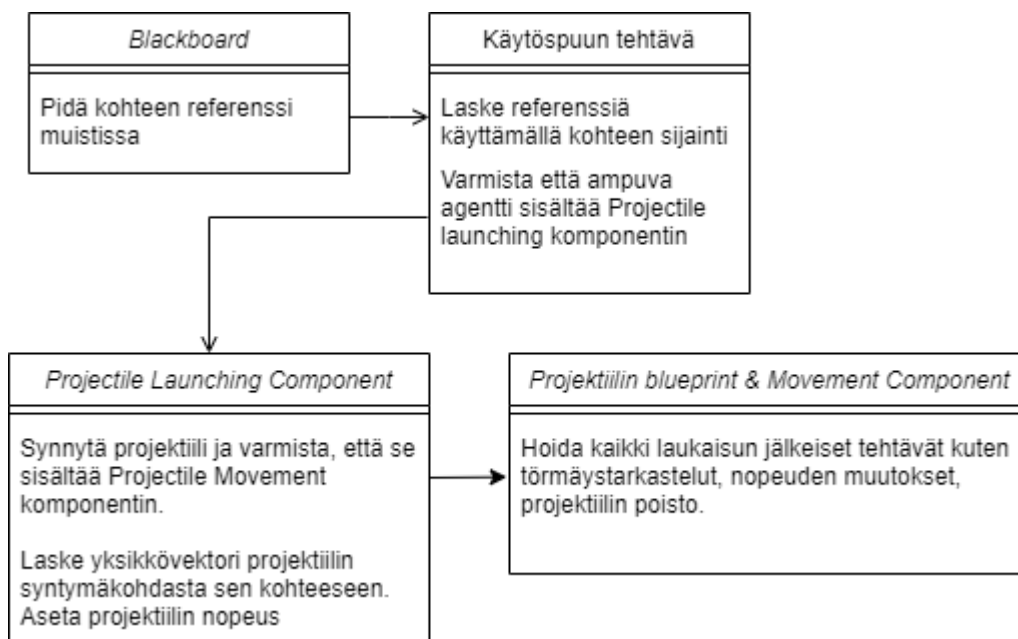 Blackboard
Pidä kohteen referenssi
muistissa
Käytöspuun tehtävä
Laske referenssiä
käyttämällä kohteen sijainti
Varmista että ampuva
agentti sisältää Projectile
launching komponentin
Projectile Launching Component
Synnytä projektiili ja varmista, että se
sisältää Projectile Movement
komponentin.
Laske yksikkövektori projektiilin
syntymäkohdasta sen kohteeseen.
Aseta projektiilin nopeus
Projektiilin blueprint & Movement Component
Hoida kaikki laukaisun jälkeiset tehtävät kuten
törmäystarkastelut, nopeuden muutokset,
projektiilin poisto.